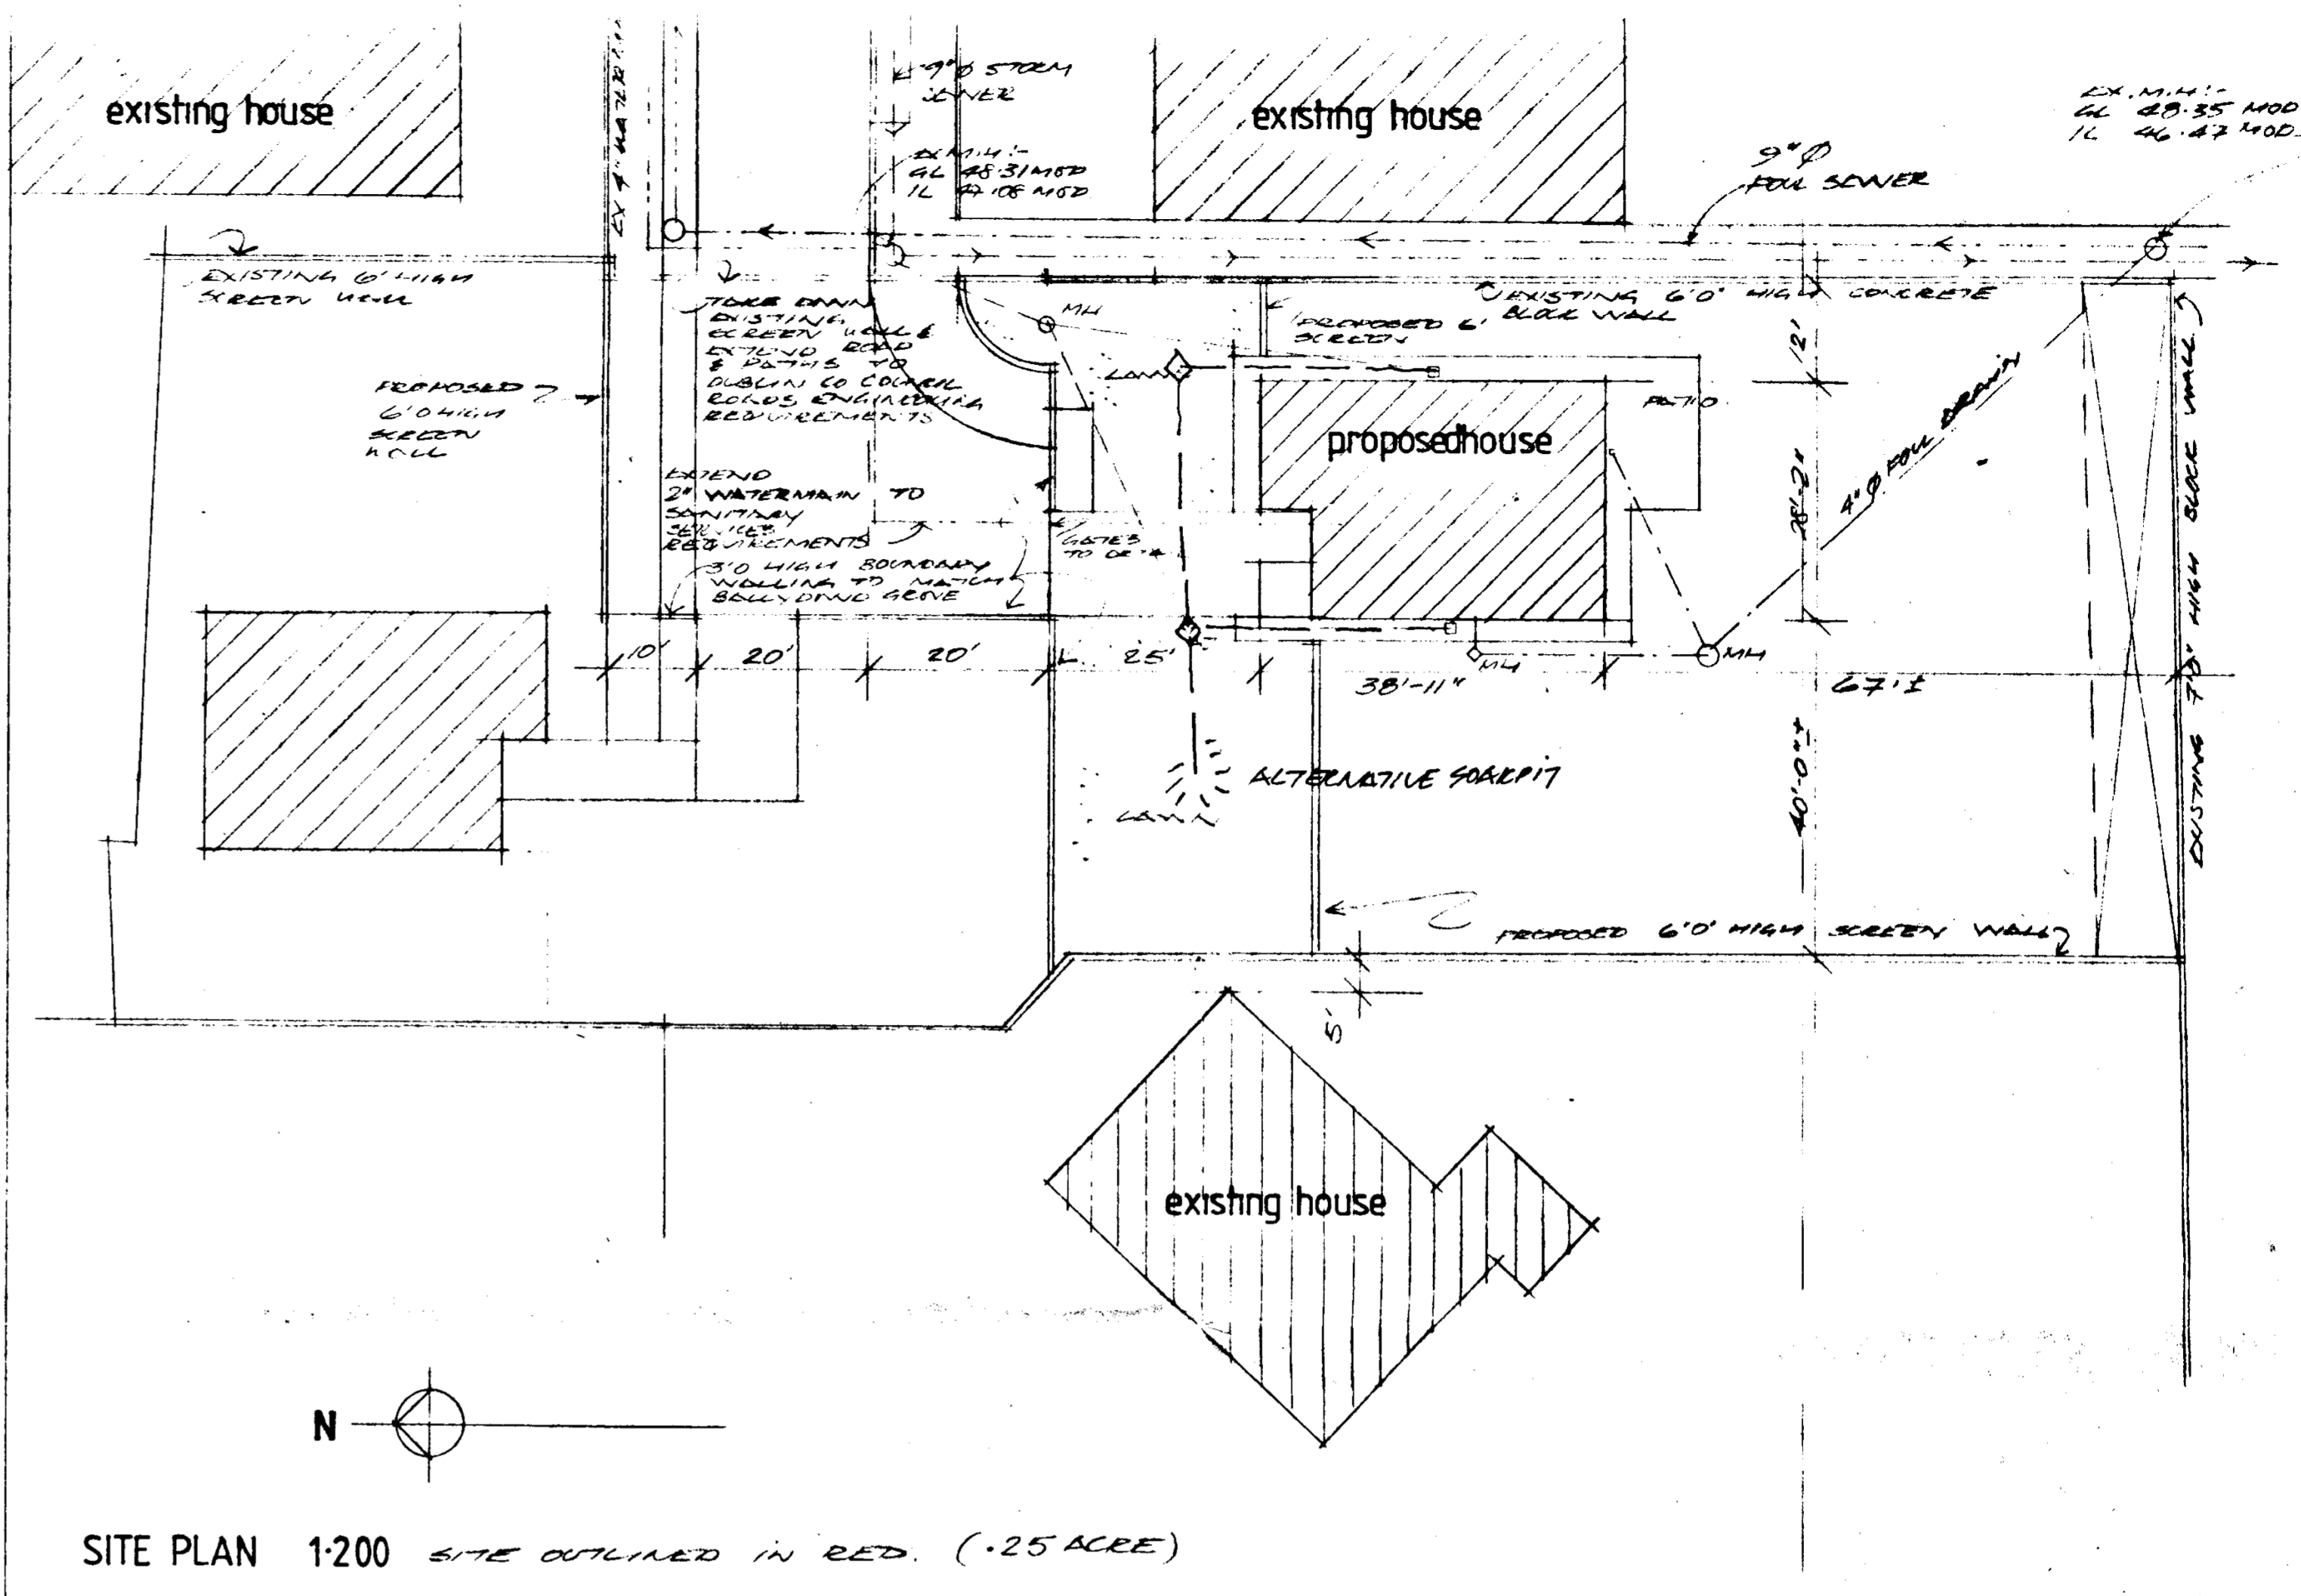 existing house
EX 4" WATER
9"Ø STORM
SEWER
EX M.H :-
GL 48.31 MOD
IL 47.08 MOD
existing house
9"Ø
FOUL SEWER
EX. M.H :-
GL 48.35 MOD
IL 46.47 MOD
EXISTING 6' HIGH
SCREEN WALL
TAKE DOWN
EXISTING
SCREEN WALL &
EXTEND ROAD
& PATHS TO
DUBLIN CO COUNCIL
ROADS ENGINEERING
REQUIREMENTS
MH
PROPOSED 6'
SCREEN
EXISTING 6'0" HIGH CONCRETE
BLOCK WALL
12'
PROPOSED
6'0 HIGH
SCREEN
WALL
LAWN
PATIO
proposed house
28'-2"
4"Ø FOUL DRAIN
EXISTING 7'0" HIGH BLOCK WALL
EXTEND
2" WATERMAIN TO
SANITARY
SERVICES
REQUIREMENTS
GATES
TO
3'0 HIGH BOUNDARY
WALLING TO MATCH
BALLYDOWD GROVE
10'
20'
20'
25'
38'-11"
MH
MH
67'±
40'-0"±
ALTERNATIVE SOAKPIT
LAWN
PROPOSED 6'0" HIGH SCREEN WALL
5'
existing house
N
SITE PLAN 1·200 SITE OUTLINED IN RED. (.25 ACRE)